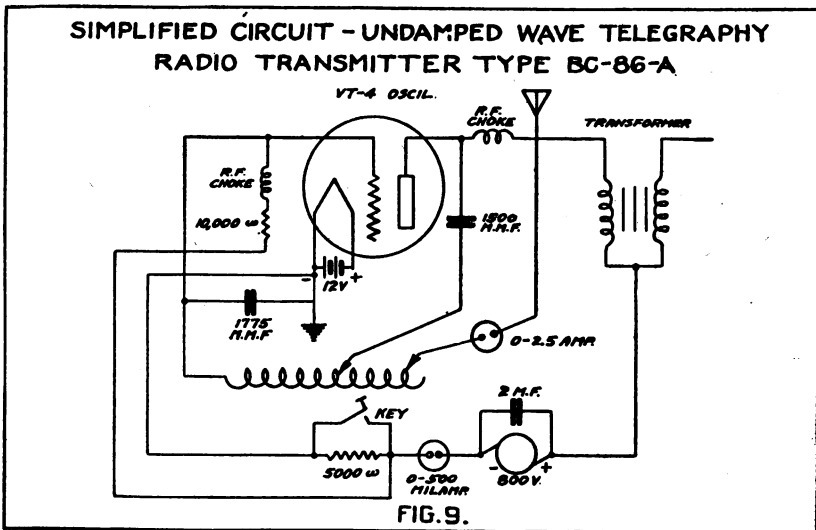 SIMPLIFIED CIRCUIT - UNDAMPED WAVE TELEGRAPHY
RADIO TRANSMITTER TYPE BC-86-A
VT-4 OSCIL.
R.F.
CHOKE
TRANSFORMER
R.F.
CHOKE
10,000 ω
1500
M.M.F.
- 12V +
1775
M.M.F
0-2.5 AMP.
KEY
2 M.F.
5000 ω
0-500
MILAMP.
- +
800 V.
FIG. 9.